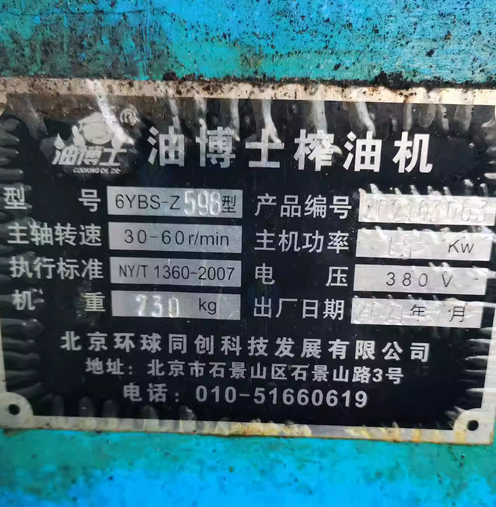 油博士
COOKING OIL DR·
油博士榨油机
型 号 6YBS-Z598型 产品编号
主轴转速 30-60r/min 主机功率 Kw
执行标准 NY/T 1360-2007 电 压 380 V
机 重 730 kg 出厂日期 年 月
北京环球同创科技发展有限公司
地址: 北京市石景山区石景山路3号
电话: 010-51660619